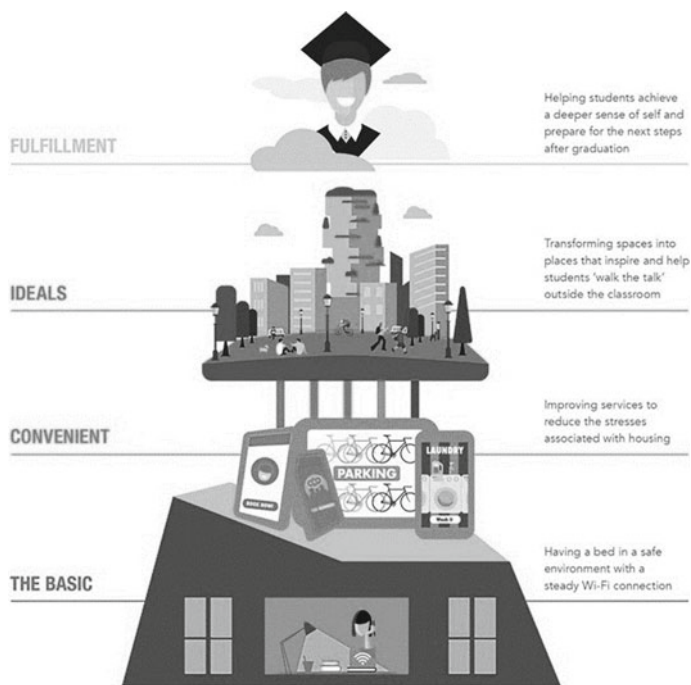 Helping students achieve
a deeper sense of self and
prepare for the next steps
after graduation
FULFILLMENT
Transforming spaces into
places that inspire and help
students 'walk the talk'
outside the classroom
IDEALS
Improving services to
reduce the stresses
associated with housing
CONVENIENT
BOOK NOW!
PARKING
LAUNDRY
Having a bed in a safe
environment with a
steady Wi-Fi connection
THE BASIC